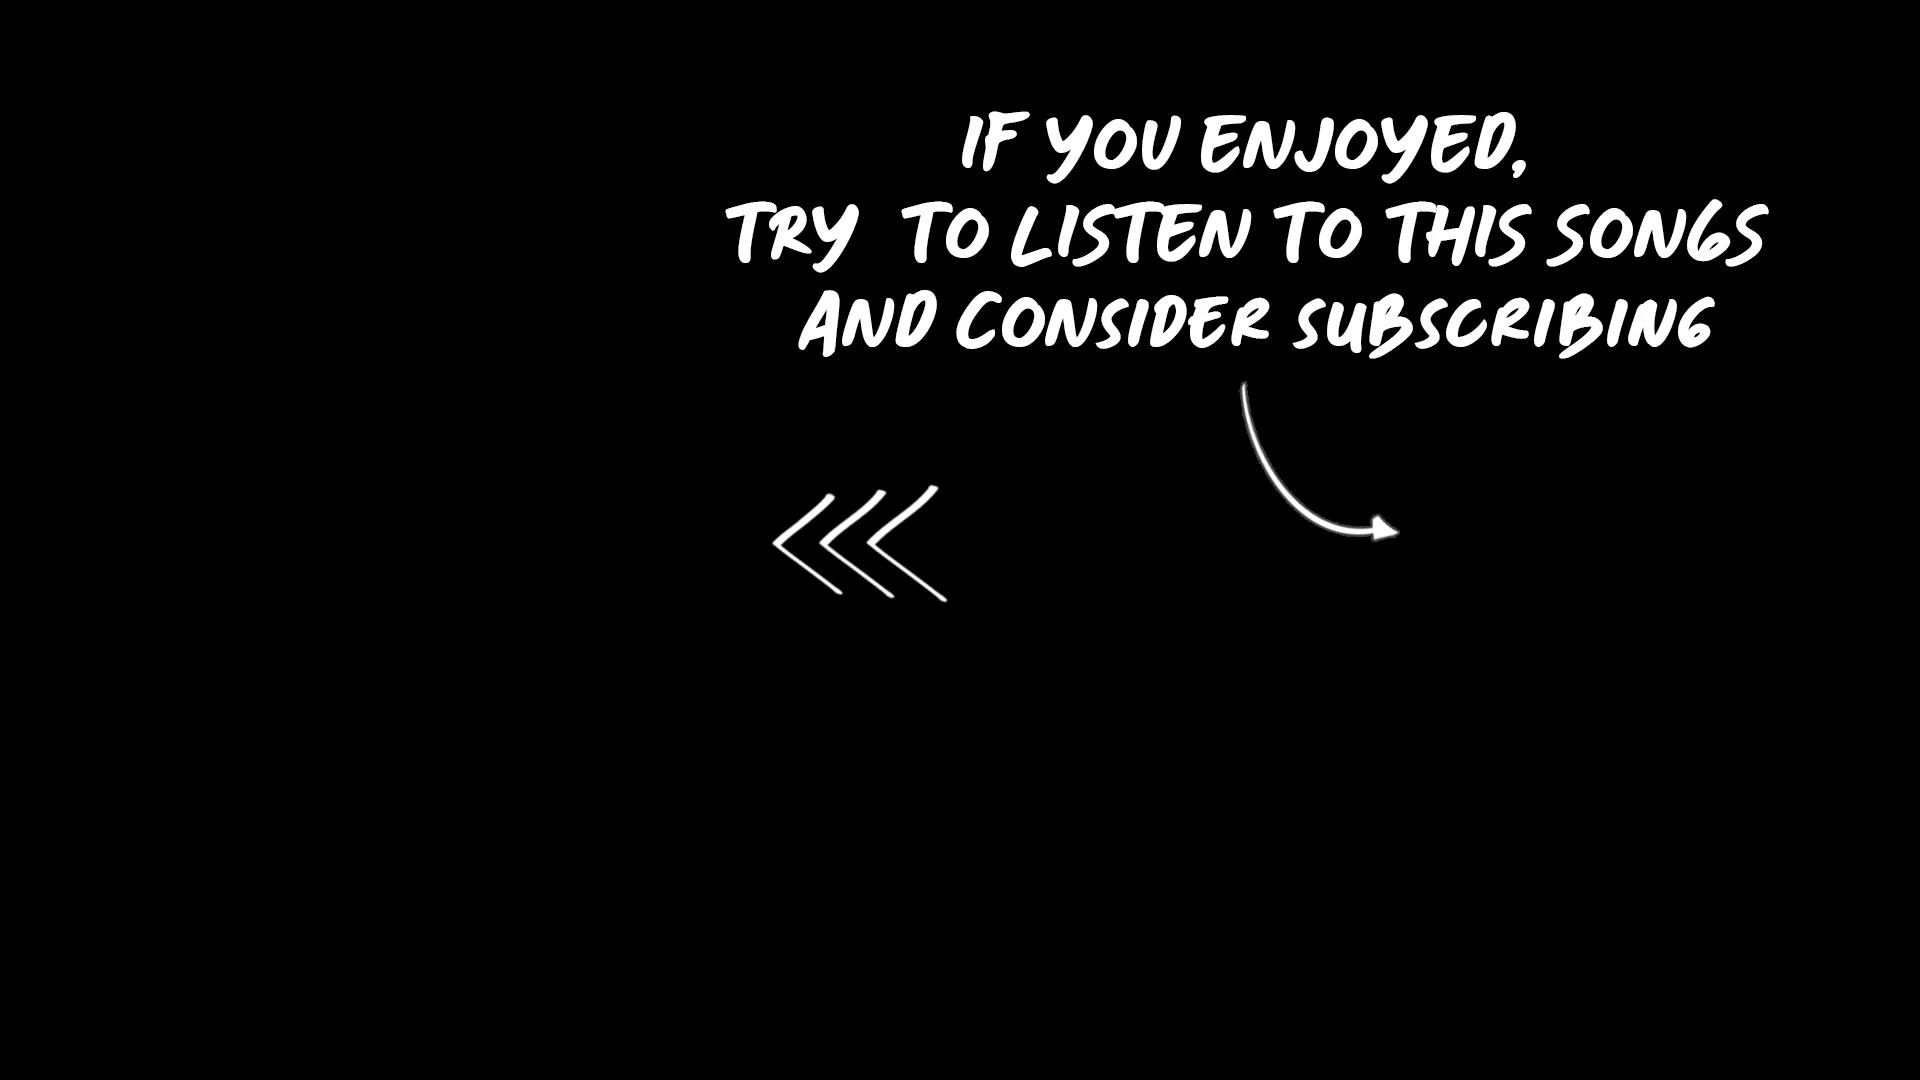 IF YOU ENJOYED,
TRY TO LISTEN TO THIS SONGS
AND CONSIDER SUBSCRIBING